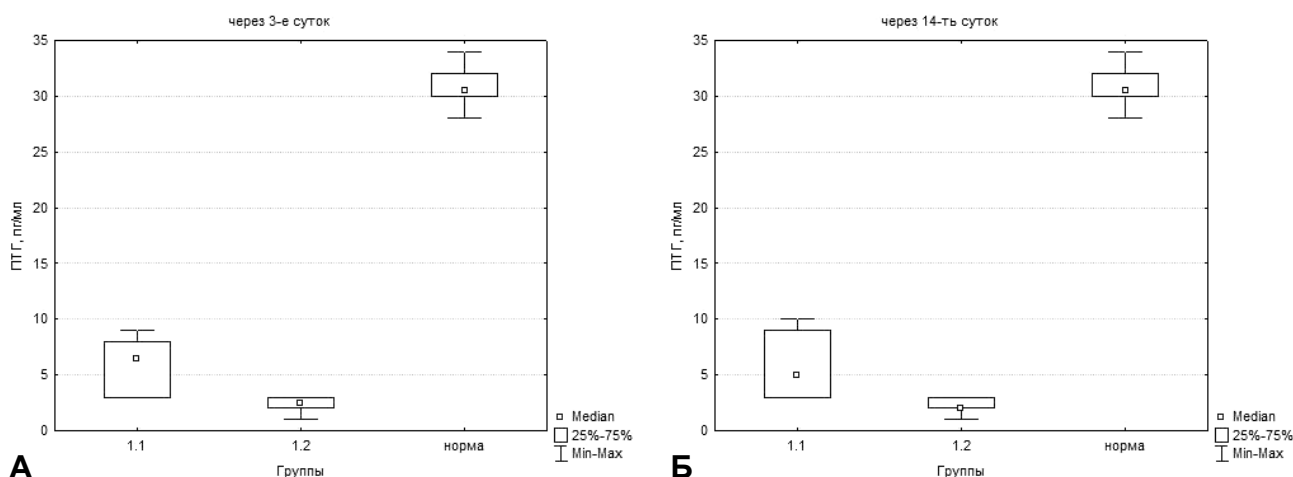 через 3-е суток
35
30
25
20
15
10
5
0
ПТГ, пг/мл
1.1
1.2
норма
Группы
Median
25%-75%
Min-Max
А
через 14-ть суток
35
30
25
20
15
10
5
0
ПТГ, пг/мл
1.1
1.2
норма
Группы
Median
25%-75%
Min-Max
Б